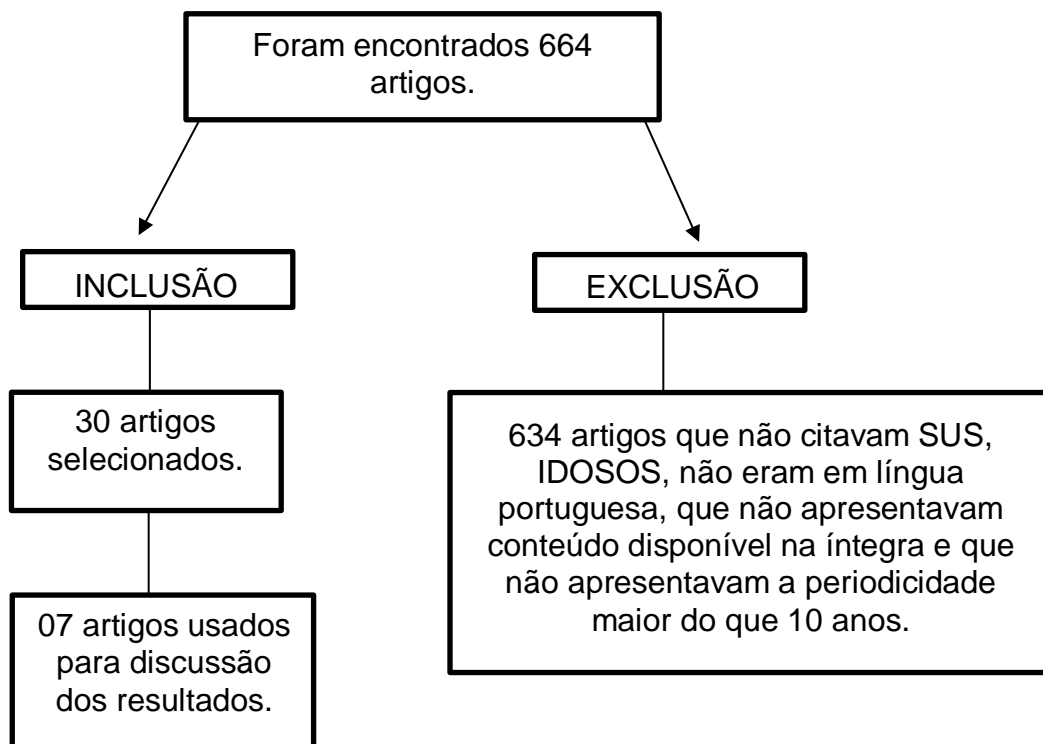 Foram encontrados 664
artigos.
INCLUSÃO
EXCLUSÃO
30 artigos
selecionados.
634 artigos que não citavam SUS,
IDOSOS, não eram em língua
portuguesa, que não apresentavam
conteúdo disponível na íntegra e que
não apresentavam a periodicidade
maior do que 10 anos.
07 artigos usados
para discussão
dos resultados.